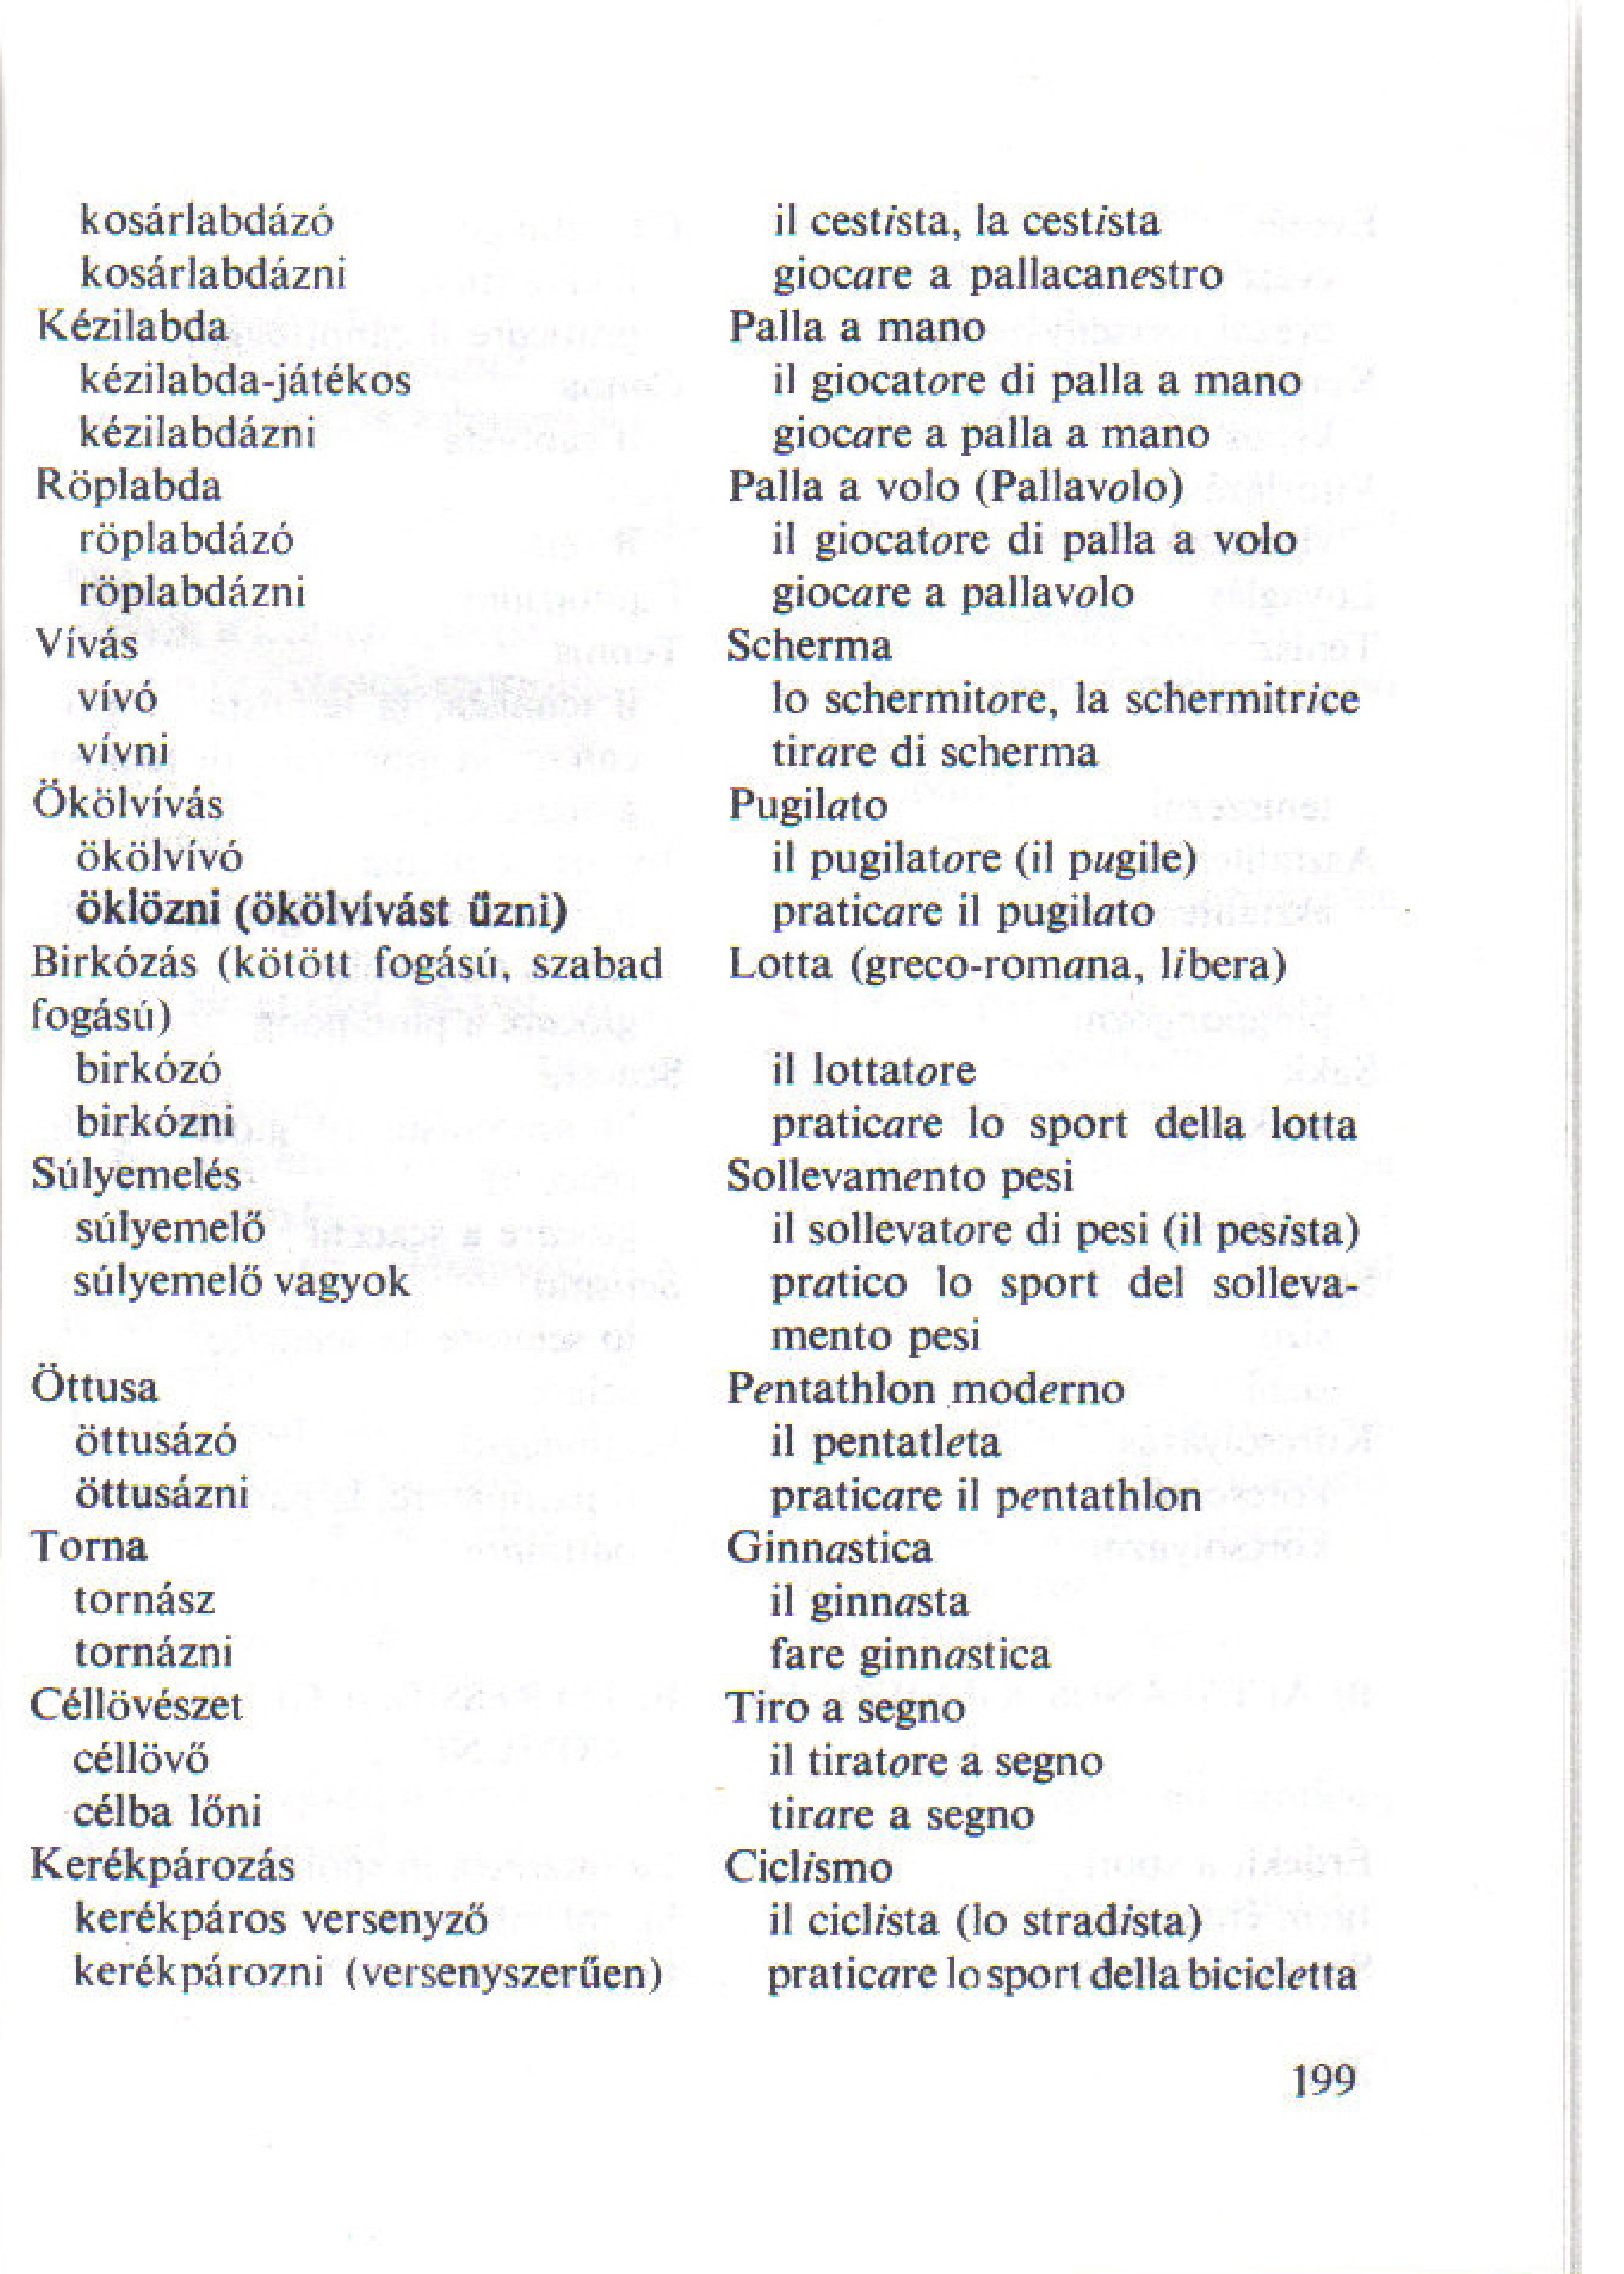 kosárlabdázó il cestista, la cestista
kosárlabdázni giocare a pallacanestro
Kézilabda Palla a mano
kézilabda-játékos il giocatore di palla a mano
kézilabdázni giocare a palla a mano
Röplabda Palla a volo (Pallavolo)
röplabdázó il giocatore di palla a volo
röplabdázni giocare a pallavolo
Vívás Scherma
vívó lo schermitore, la schermitrice
vívni tirare di scherma
Ökölvívás Pugilato
ökölvívó il pugilatore (il pugile)
öklözni (ökölvívást űzni) praticare il pugilato
Birkózás (kötött fogású, szabad Lotta (greco-romana, libera)
fogású)
birkózó il lottatore
birkózni praticare lo sport della lotta
Súlyemelés Sollevamento pesi
súlyemelő il sollevatore di pesi (il pesista)
súlyemelő vagyok pratico lo sport del solleva-
mento pesi
Öttusa Pentathlon moderno
öttusázó il pentatleta
öttusázni praticare il pentathlon
Torna Ginnastica
tornász il ginnasta
tornázni fare ginnastica
Céllövészet Tiro a segno
céllövő il tiratore a segno
célba lőni tirare a segno
Kerékpározás Ciclismo
kerékpáros versenyző il ciclista (lo stradista)
kerékpározni (versenyszerűen) praticare lo sport della bicicletta
199